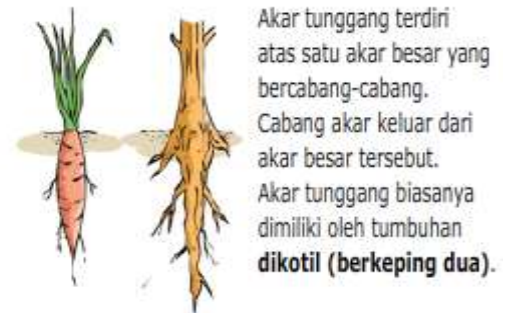 Akar tunggang terdiri
atas satu akar besar yang
bercabang-cabang.
Cabang akar keluar dari
akar besar tersebut.
Akar tunggang biasanya
dimiliki oleh tumbuhan
dikotil (berkeping dua).